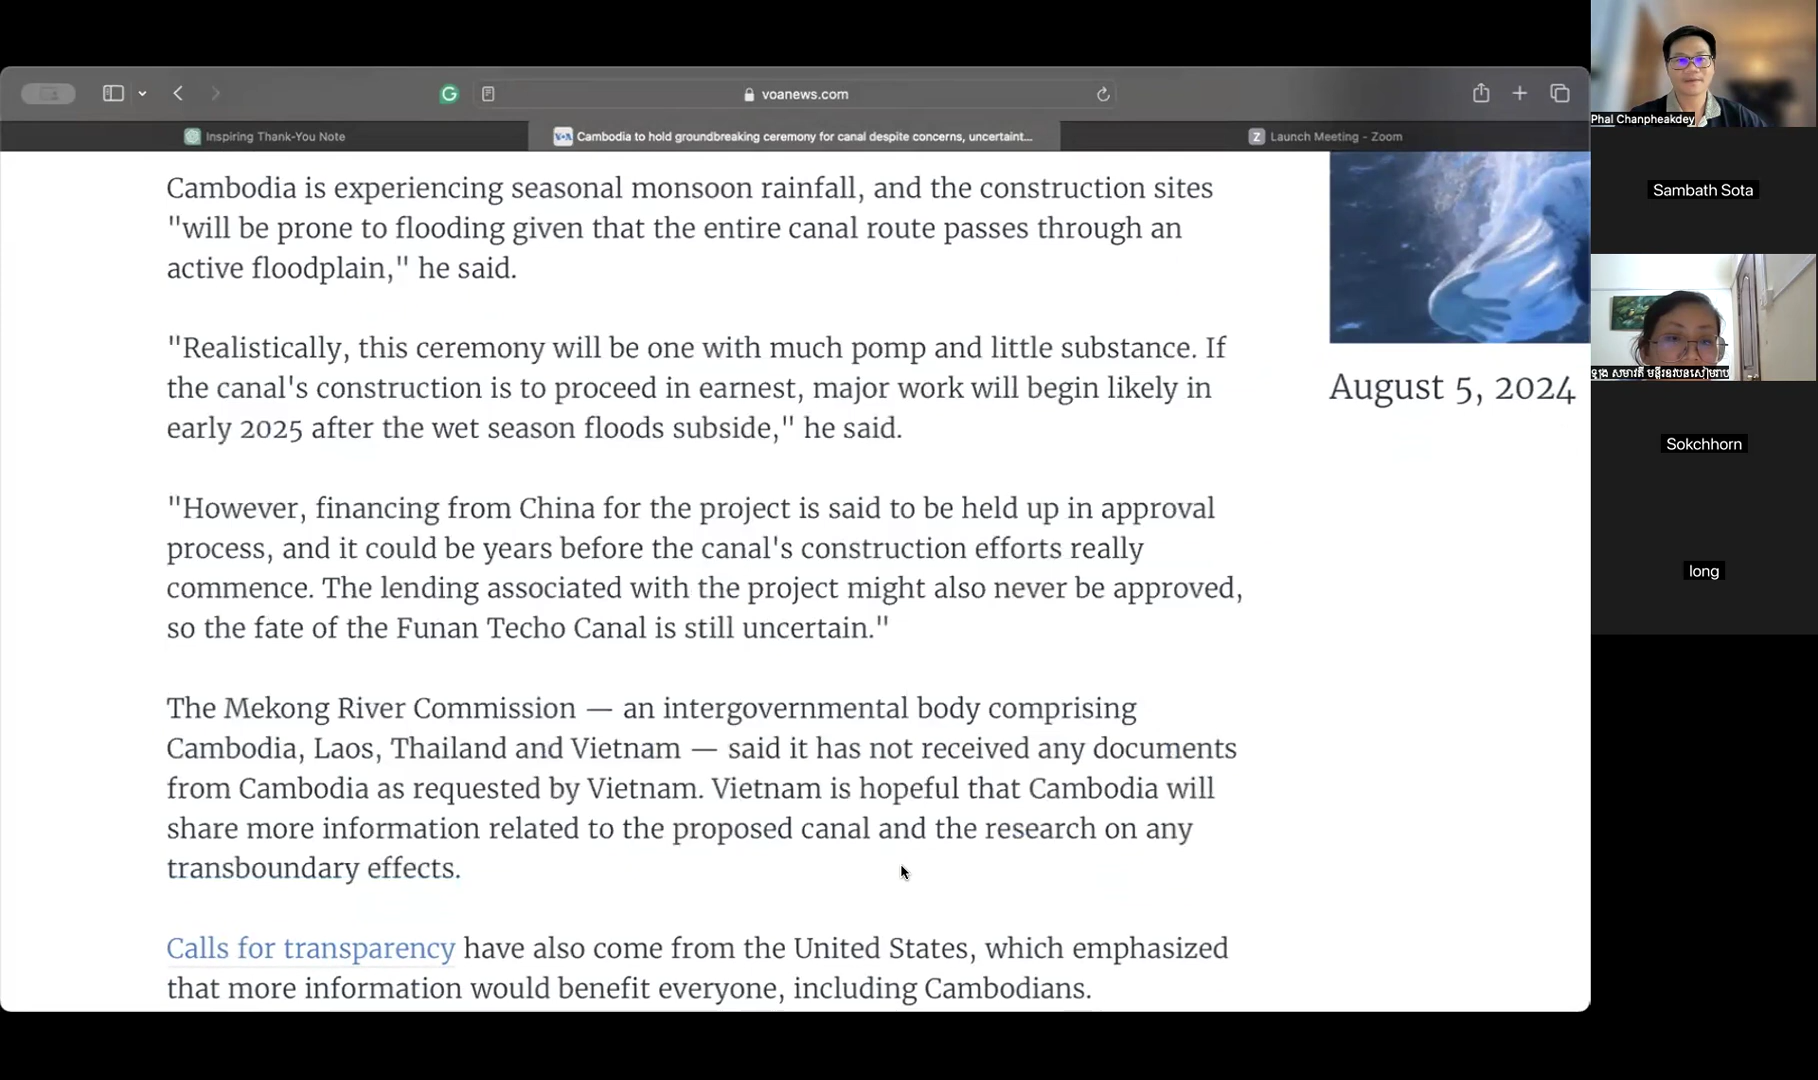 voanews.com
Inspiring Thank-You Note
Cambodia to hold groundbreaking ceremony for canal despite concerns, uncertaint...
Launch Meeting - Zoom
Cambodia is experiencing seasonal monsoon rainfall, and the construction sites
"will be prone to flooding given that the entire canal route passes through an
active floodplain," he said.
"Realistically, this ceremony will be one with much pomp and little substance. If
the canal's construction is to proceed in earnest, major work will begin likely in
early 2025 after the wet season floods subside," he said.
"However, financing from China for the project is said to be held up in approval
process, and it could be years before the canal's construction efforts really
commence. The lending associated with the project might also never be approved,
so the fate of the Funan Techo Canal is still uncertain."
The Mekong River Commission — an intergovernmental body comprising
Cambodia, Laos, Thailand and Vietnam — said it has not received any documents
from Cambodia as requested by Vietnam. Vietnam is hopeful that Cambodia will
share more information related to the proposed canal and the research on any
transboundary effects.
Calls for transparency have also come from the United States, which emphasized
that more information would benefit everyone, including Cambodians.
August 5, 2024
Phal Chanpheakdey
Sambath Sota
Sokchhorn
long